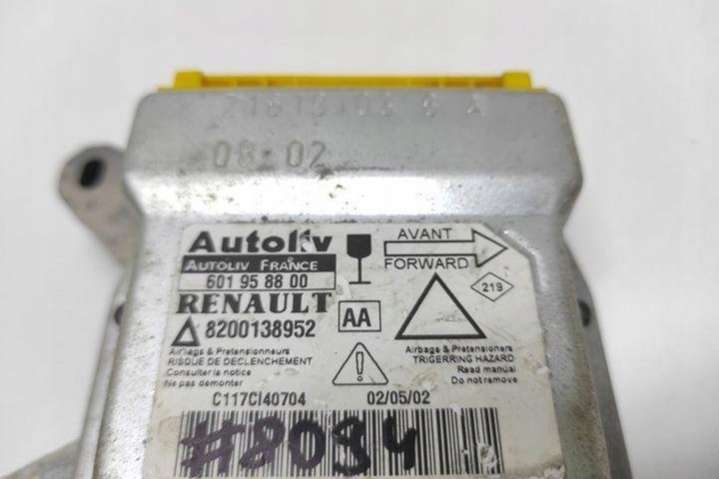 08-02
Autoliv
AVANT
AUTOLIV FRANCE
FORWARD
601 95 88 00
RENAULT
219
AA
8200138952
Airbags & Pretensionneurs
RISQUE DE DECLENCHEMENT
Consulter la notice
Ne pas demonter
Airbags & Pretensioners
TRIGERRING HAZARD
Read manual
Do not remove
C117CI40704
02/05/02
#8094